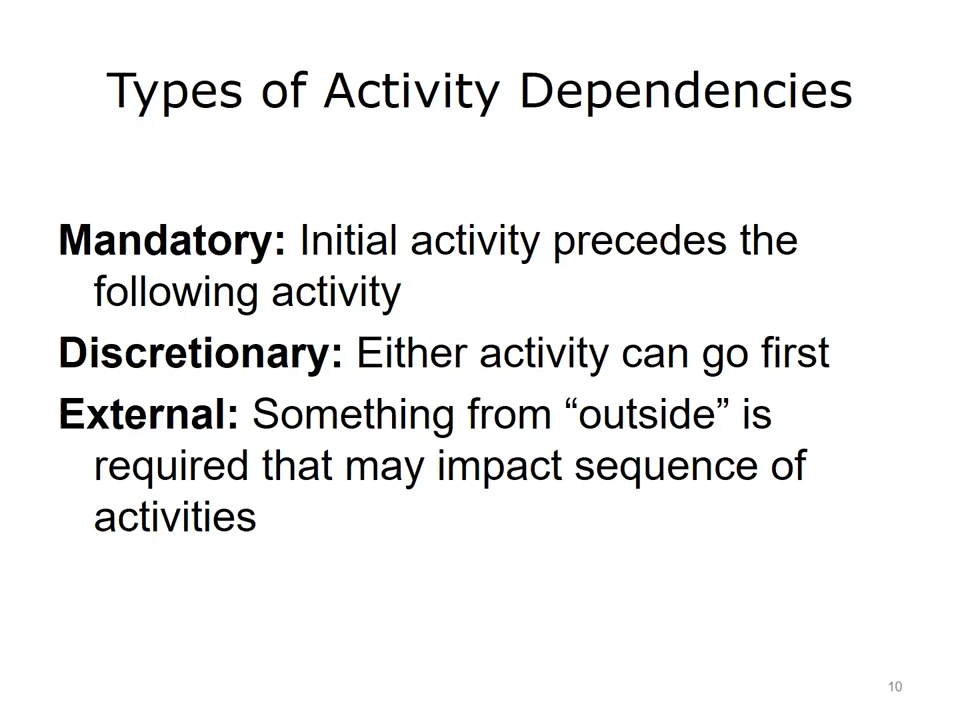 Types of Activity Dependencies
Mandatory: Initial activity precedes the
following activity
Discretionary: Either activity can go first
External: Something from “outside” is
required that may impact sequence of
activities
10